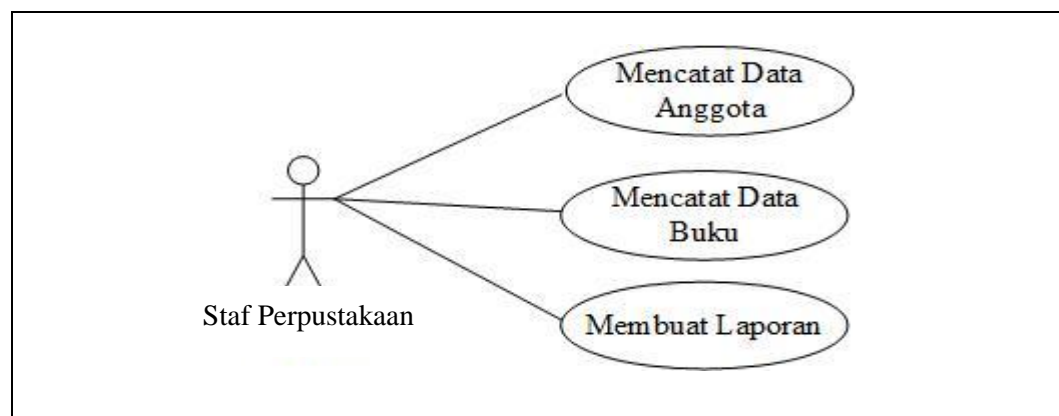 Mencatat Data
Anggota
Mencatat Data
Buku
Staf Perpustakaan
Membuat Laporan